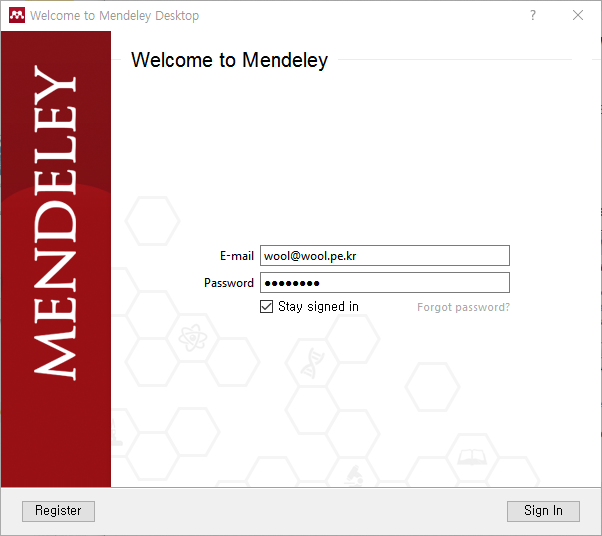 Welcome to Mendeley Desktop
?
MENDELEY
Welcome to Mendeley
E-mail wool@wool.pe.kr
Password ●●●●●●●●
Stay signed in Forgot password?
Register Sign In